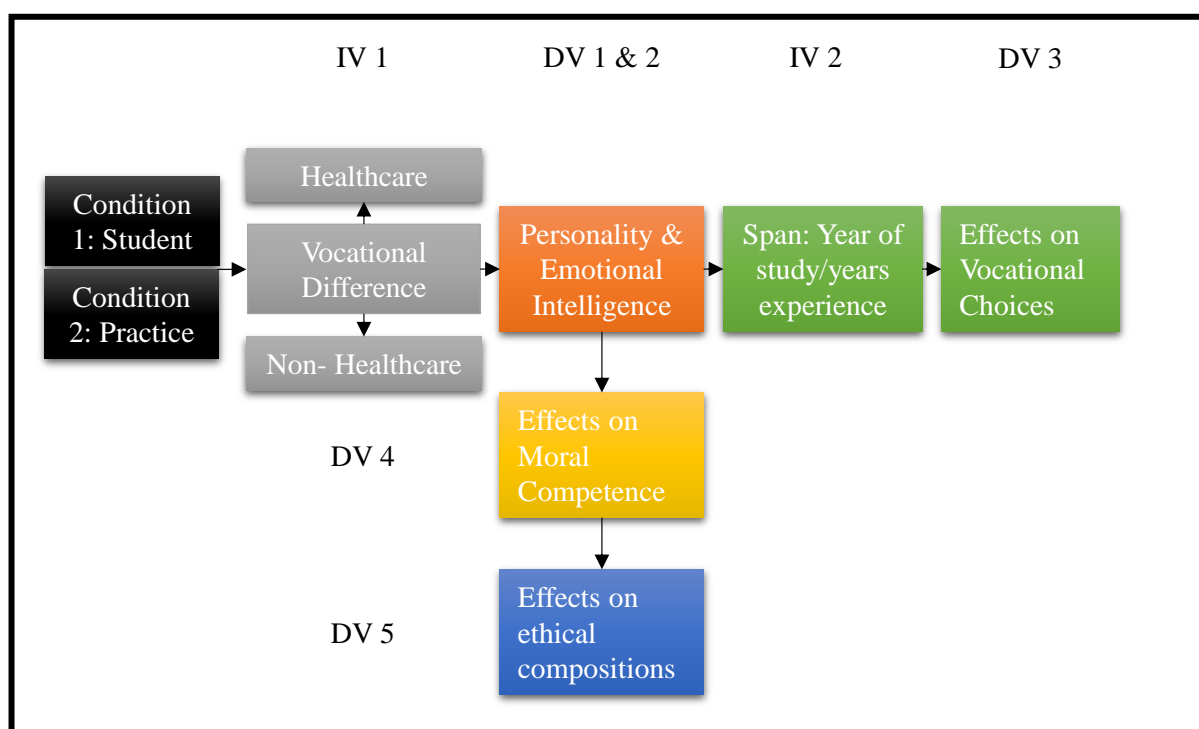 IV 1
DV 1 & 2
IV 2
DV 3
Condition
1: Student
Condition
2: Practice
Healthcare
Vocational
Difference
Non- Healthcare
Personality &
Emotional
Intelligence
Span: Year of
study/years
experience
Effects on
Vocational
Choices
DV 4
Effects on
Moral
Competence
DV 5
Effects on
ethical
compositions